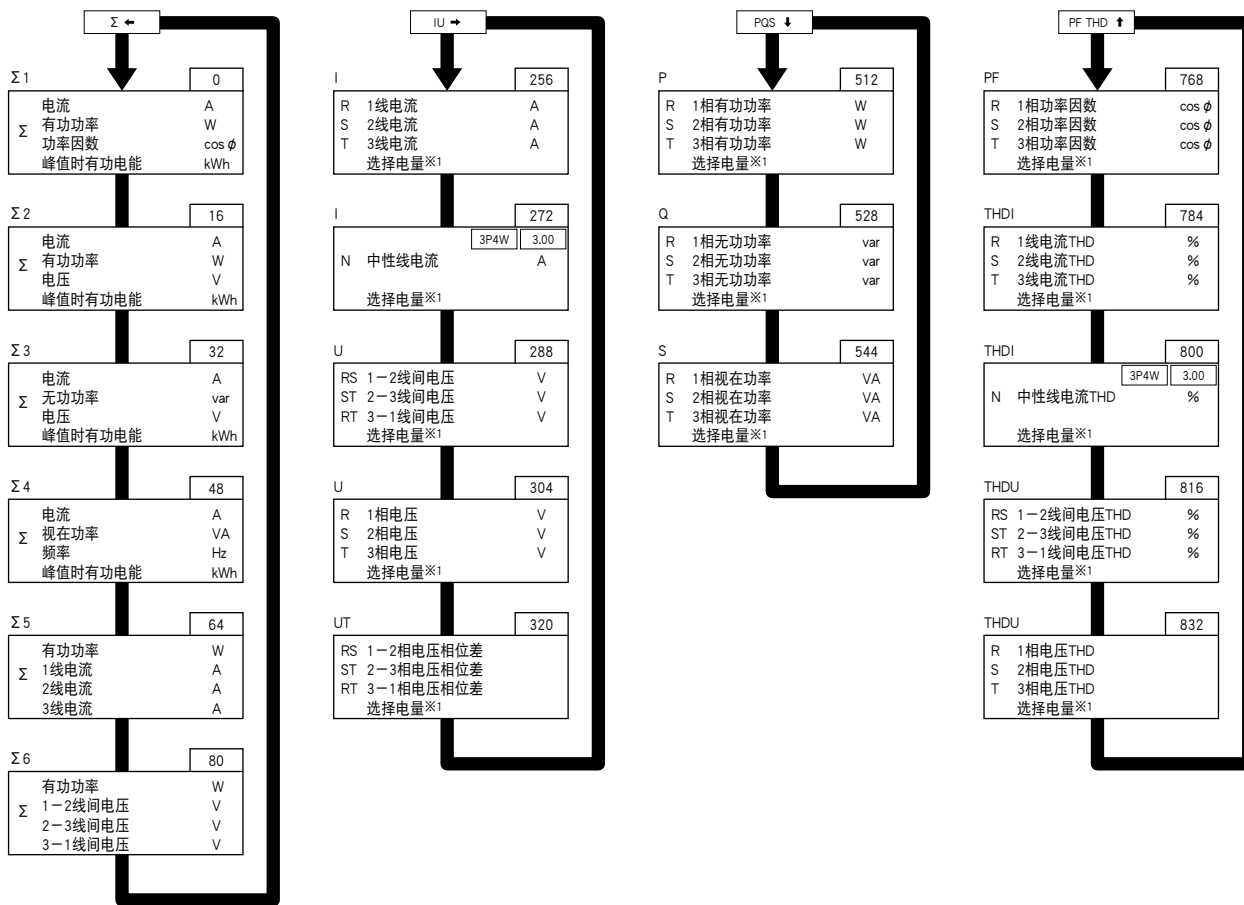 Σ ←
Σ1
0
电流 A
Σ 有功功率 W
功率因数 cos ϕ
峰值时有功电能 kWh
Σ2
16
电流 A
Σ 有功功率 W
电压 V
峰值时有功电能 kWh
Σ3
32
电流 A
Σ 无功功率 var
电压 V
峰值时有功电能 kWh
Σ4
48
电流 A
Σ 视在功率 VA
频率 Hz
峰值时有功电能 kWh
Σ5
64
有功功率 W
Σ 1线电流 A
2线电流 A
3线电流 A
Σ6
80
有功功率 W
Σ 1－2线间电压 V
2－3线间电压 V
3－1线间电压 V
IU →
I
256
R 1线电流 A
S 2线电流 A
T 3线电流 A
选择电量※1
I
272
3P4W 3.00
N 中性线电流 A
选择电量※1
U
288
RS 1－2线间电压 V
ST 2－3线间电压 V
RT 3－1线间电压 V
选择电量※1
U
304
R 1相电压 V
S 2相电压 V
T 3相电压 V
选择电量※1
UT
320
RS 1－2相电压相位差
ST 2－3相电压相位差
RT 3－1相电压相位差
选择电量※1
PQS ↓
P
512
R 1相有功功率 W
S 2相有功功率 W
T 3相有功功率 W
选择电量※1
Q
528
R 1相无功功率 var
S 2相无功功率 var
T 3相无功功率 var
选择电量※1
S
544
R 1相视在功率 VA
S 2相视在功率 VA
T 3相视在功率 VA
选择电量※1
PF THD ↑
PF
768
R 1相功率因数 cos ϕ
S 2相功率因数 cos ϕ
T 3相功率因数 cos ϕ
选择电量※1
THDI
784
R 1线电流THD %
S 2线电流THD %
T 3线电流THD %
选择电量※1
THDI
800
3P4W 3.00
N 中性线电流THD %
选择电量※1
THDU
816
RS 1－2线间电压THD %
ST 2－3线间电压THD %
RT 3－1线间电压THD %
选择电量※1
THDU
832
R 1相电压THD
S 2相电压THD
T 3相电压THD
选择电量※1